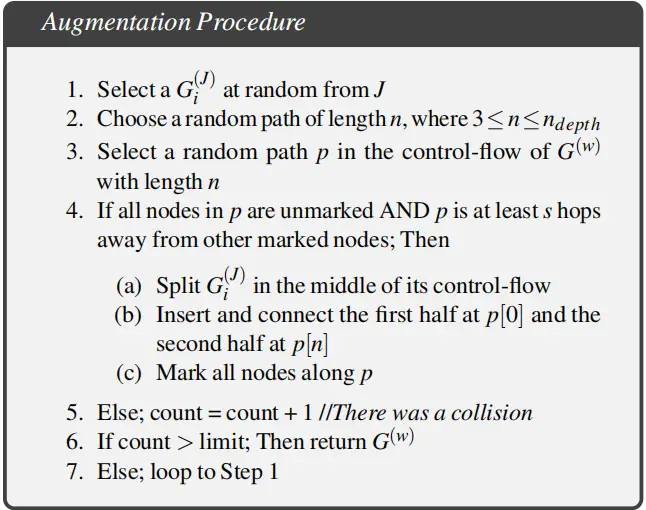 Augmentation Procedure
1. Select a G_i^{(J)} at random from J
2. Choose a random path of length n, where 3 ≤ n ≤ n_{depth}
3. Select a random path p in the control-flow of G^{(w)}
with length n
4. If all nodes in p are unmarked AND p is at least s hops
away from other marked nodes; Then
(a) Split G_i^{(J)} in the middle of its control-flow
(b) Insert and connect the first half at p[0] and the
second half at p[n]
(c) Mark all nodes along p
5. Else; count = count + 1 //There was a collision
6. If count > limit; Then return G^{(w)}
7. Else; loop to Step 1